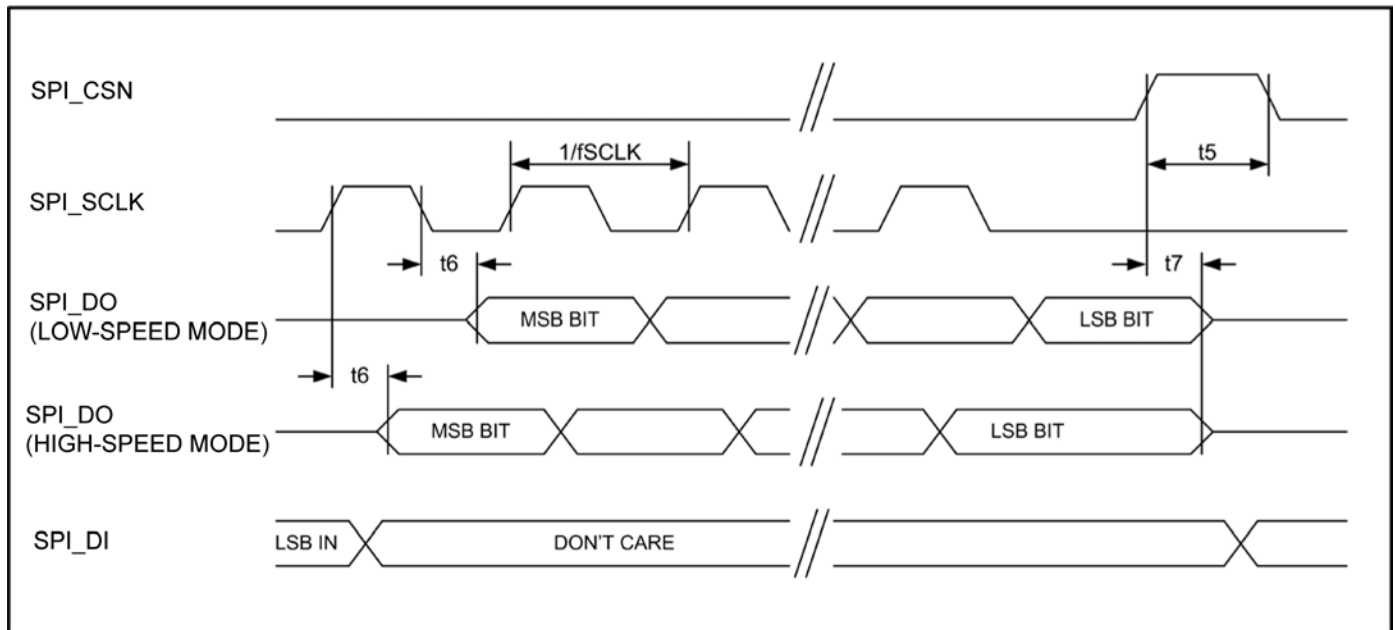 SPI_CSN
1/fSCLK
t5
SPI_SCLK
t6
t7
SPI_DO
(LOW-SPEED MODE)
MSB BIT
LSB BIT
t6
SPI_DO
(HIGH-SPEED MODE)
MSB BIT
LSB BIT
SPI_DI
LSB IN
DON'T CARE